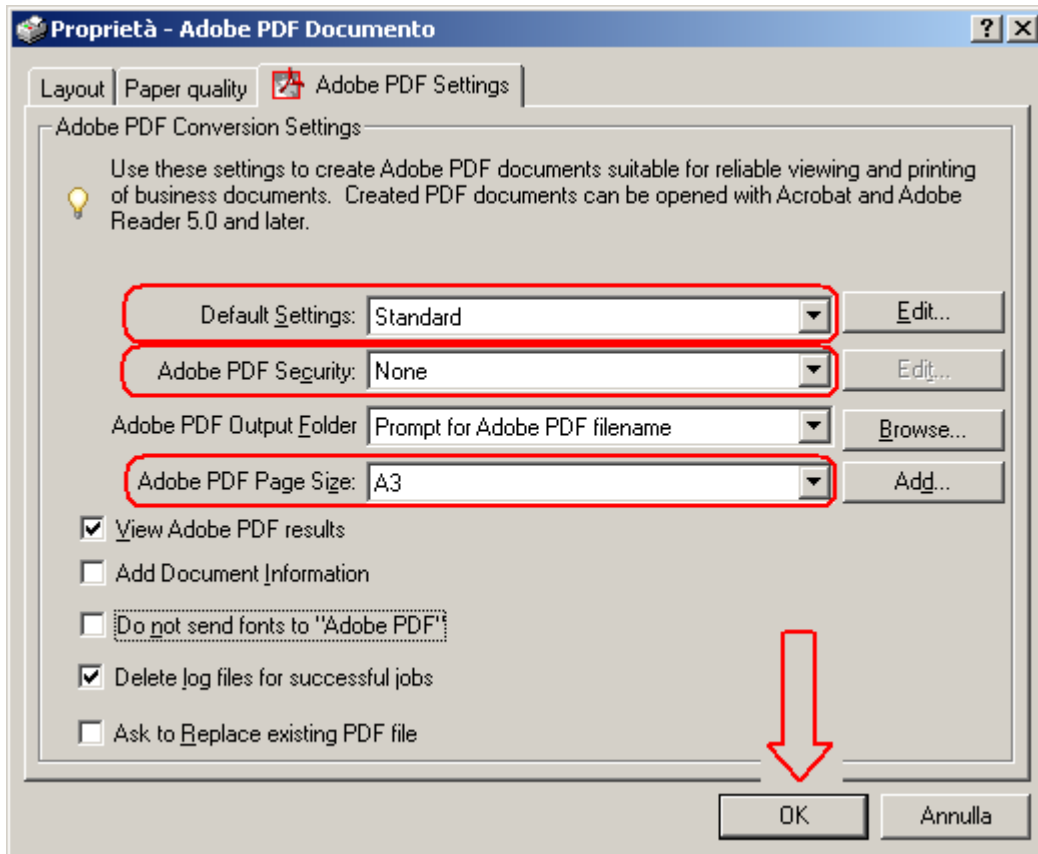 Proprietà - Adobe PDF Documento
Layout
Paper quality
Adobe PDF Settings
Adobe PDF Conversion Settings
Use these settings to create Adobe PDF documents suitable for reliable viewing and printing
of business documents.  Created PDF documents can be opened with Acrobat and Adobe
Reader 5.0 and later.
Default Settings: Standard Edit...
Adobe PDF Security: None Edit...
Adobe PDF Output Folder Prompt for Adobe PDF filename Browse...
Adobe PDF Page Size: A3 Add...
View Adobe PDF results
Add Document Information
Do not send fonts to "Adobe PDF"
Delete log files for successful jobs
Ask to Replace existing PDF file
OK Annulla